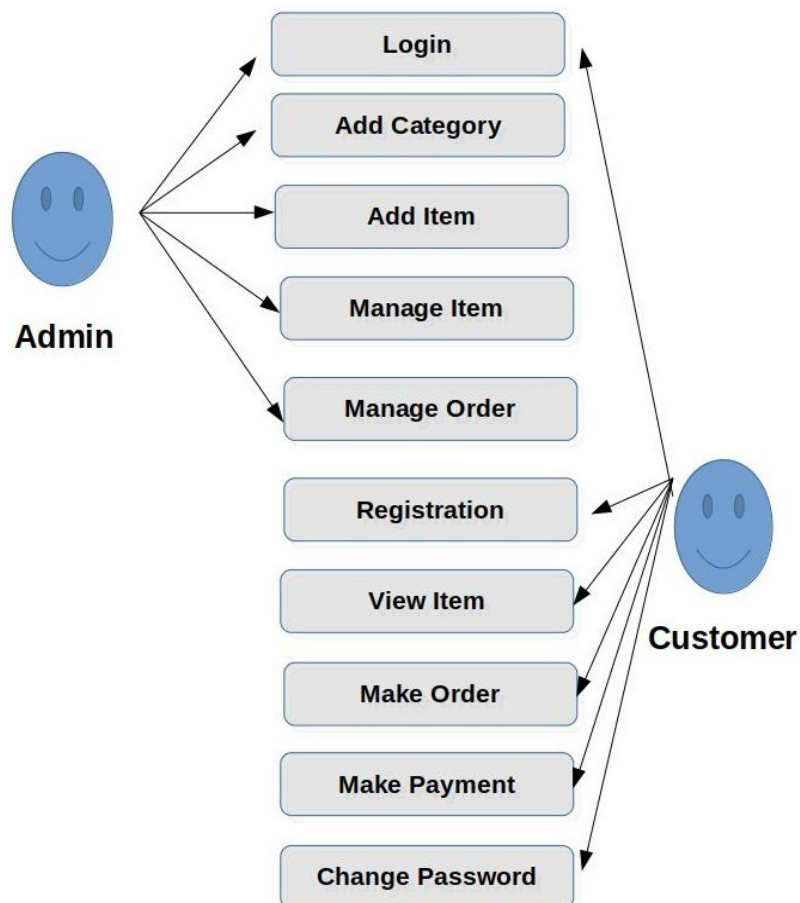 Login
Add Category
Add Item
Manage Item
Admin
Manage Order
Registration
View Item
Customer
Make Order
Make Payment
Change Password